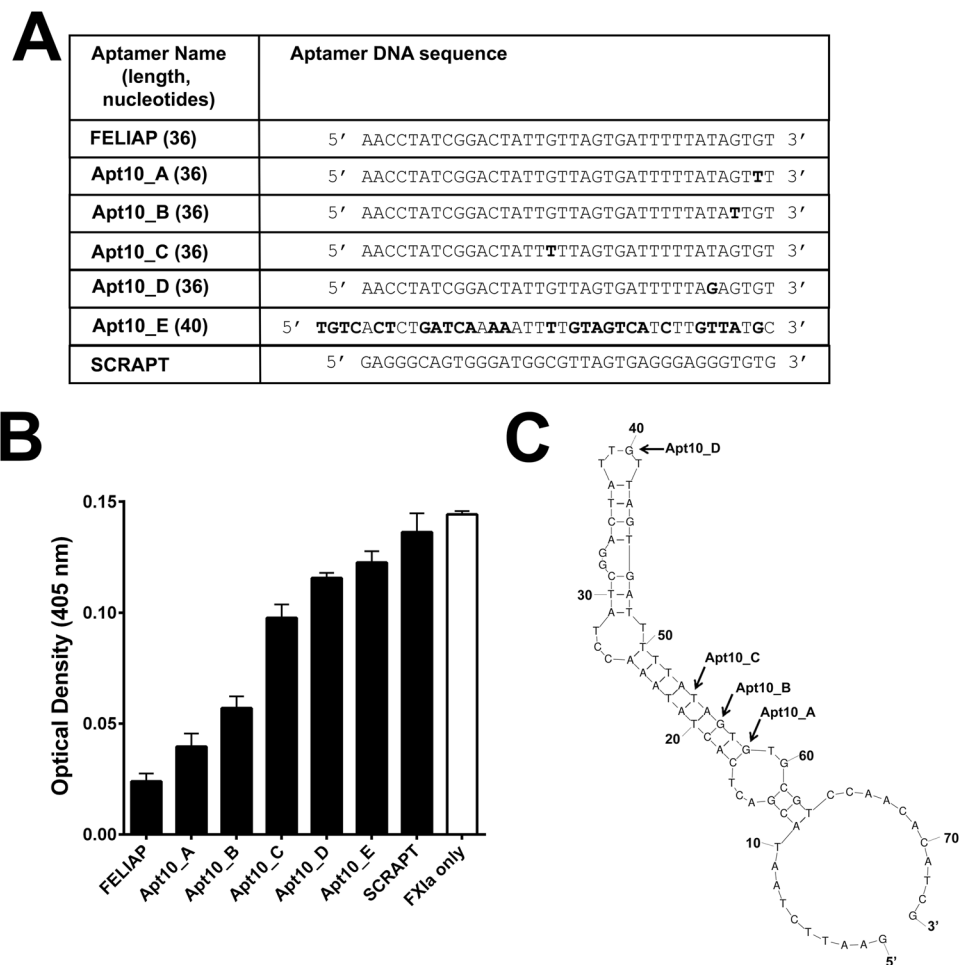 A
Aptamer Name
(length,
nucleotides)
Aptamer DNA sequence
FELIAP (36)
5′ AACCTATCGGACTATTGTTAGTGATTTTTATAGTGT 3′
Apt10_A (36)
5′ AACCTATCGGACTATTGTTAGTGATTTTTATAGTTT 3′
Apt10_B (36)
5′ AACCTATCGGACTATTGTTAGTGATTTTTATATTGT 3′
Apt10_C (36)
5′ AACCTATCGGACTATTTTTAGTGATTTTTATAGTGT 3′
Apt10_D (36)
5′ AACCTATCGGACTATTGTTAGTGATTTTTAGAGTGT 3′
Apt10_E (40)
5′ TGTCACTCTGATCAAAAATTTTGTAGTCATCTTGTTATGC 3′
SCRAPT
5′ GAGGGCAGTGGGATGGCGTTAGTGAGGGAGGGTGTG 3′
B
Optical Density (405 nm)
0.15
0.10
0.05
0.00
FELIAP
Apt10_A
Apt10_B
Apt10_C
Apt10_D
Apt10_E
SCRAPT
FXIa only
C
40
Apt10_D
30
50
Apt10_C
Apt10_B
Apt10_A
20
60
10
70
3'
5'
GAATTCTAATACGACTCACTATAAACCTATCGGACTATTGTTAGTGATTTTTATAGTGTGCGTCCAACACATCG